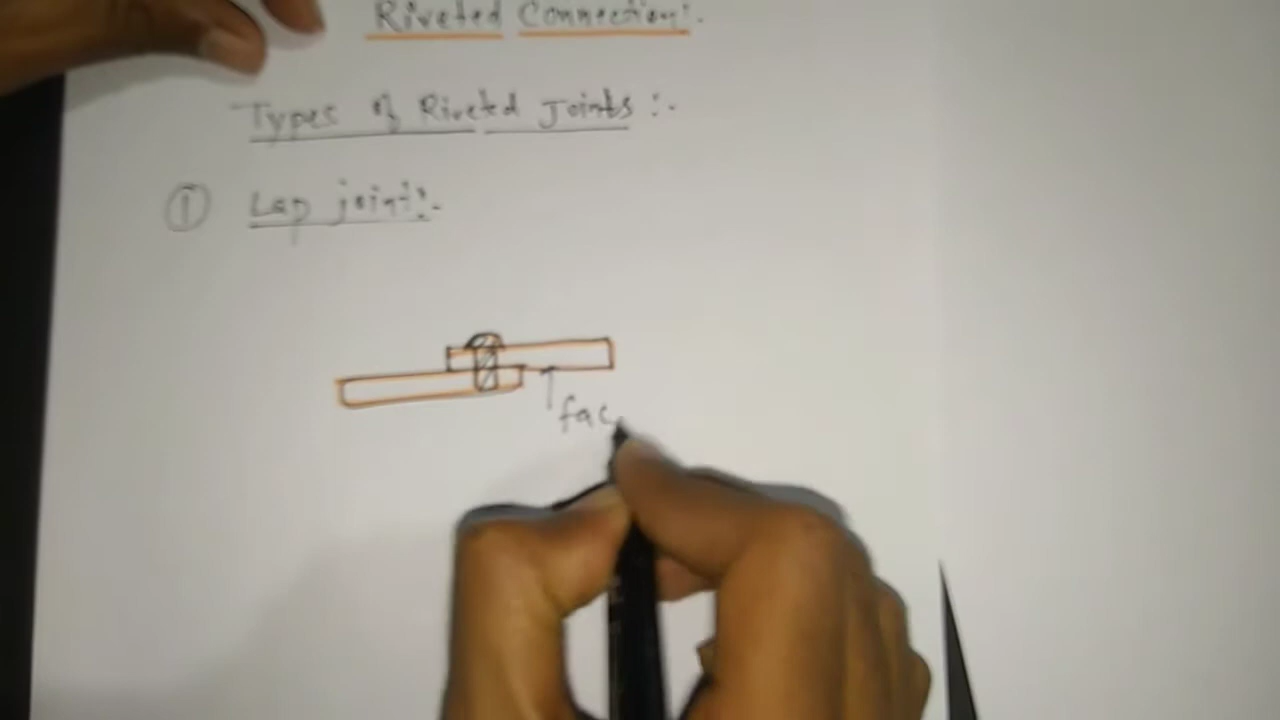 Riveted Connection:-
Types of Riveted Joints :-
① Lap joint:-
fac